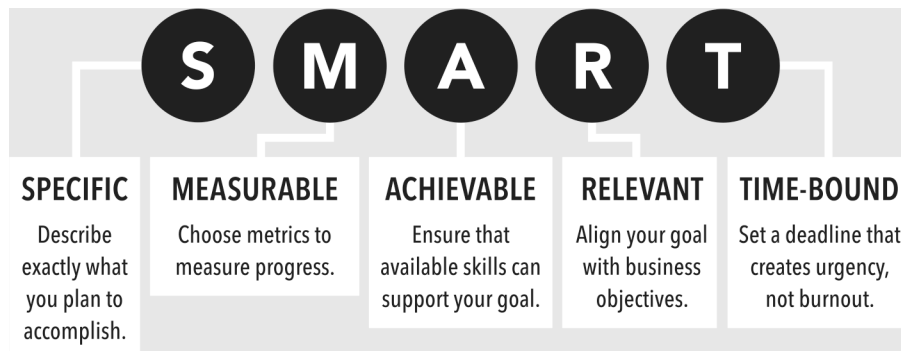 S M A R T
SPECIFIC
Describe
exactly what
you plan to
accomplish.
MEASURABLE
Choose metrics to
measure progress.
ACHIEVABLE
Ensure that
available skills can
support your goal.
RELEVANT
Align your goal
with business
objectives.
TIME-BOUND
Set a deadline that
creates urgency,
not burnout.